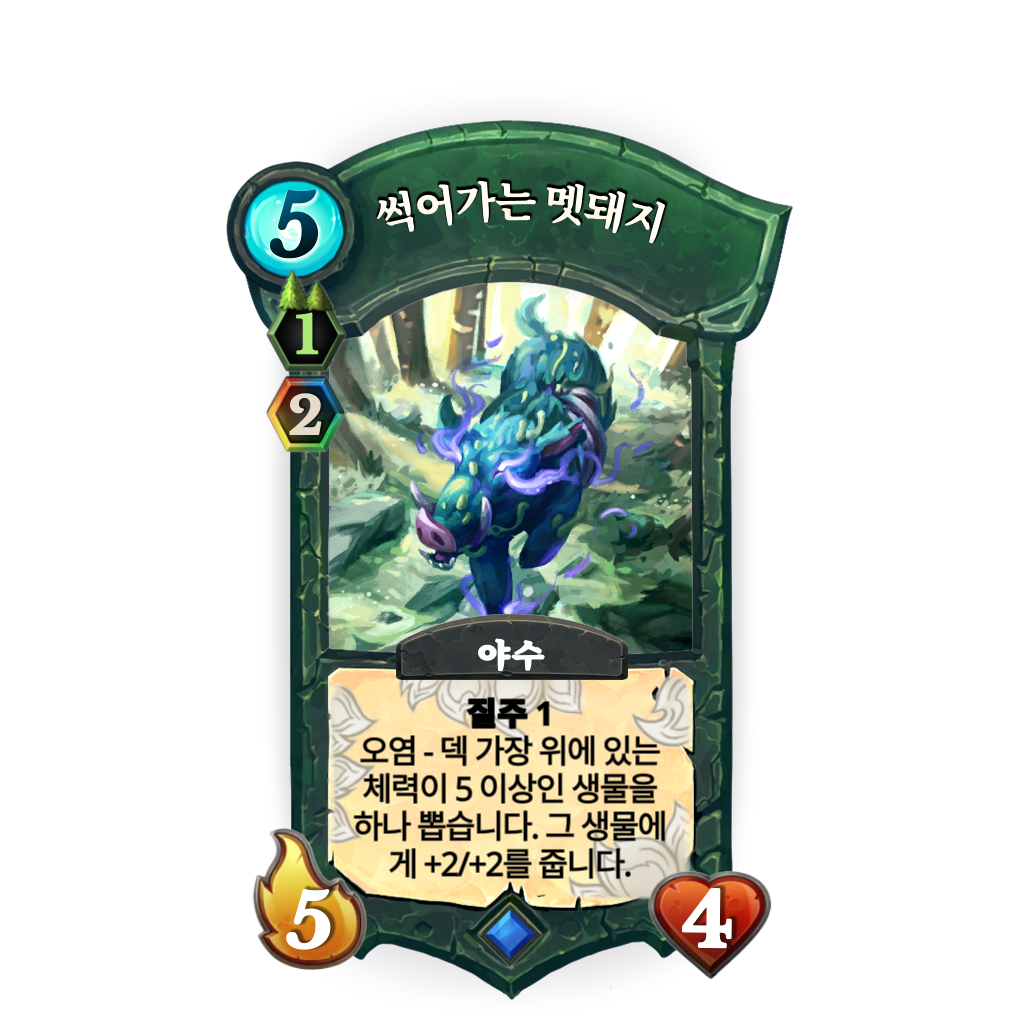 5
썩어가는 멧돼지
1
2
야수
질주 1
오염 - 덱 가장 위에 있는
체력이 5 이상인 생물을
하나 뽑습니다. 그 생물에
게 +2/+2를 줍니다.
5
4